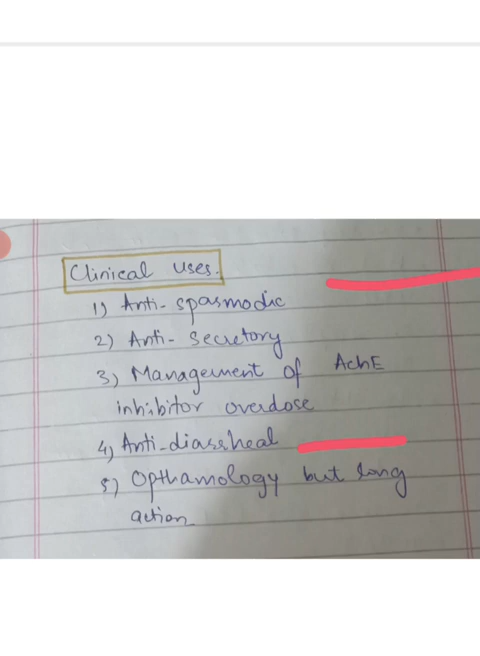 Clinical uses.
1) Anti-spasmodic
2) Anti-secretory
3) Management of AchE
inhibitor overdose
4) Anti-diarrheal
5) Opthamology but long
action